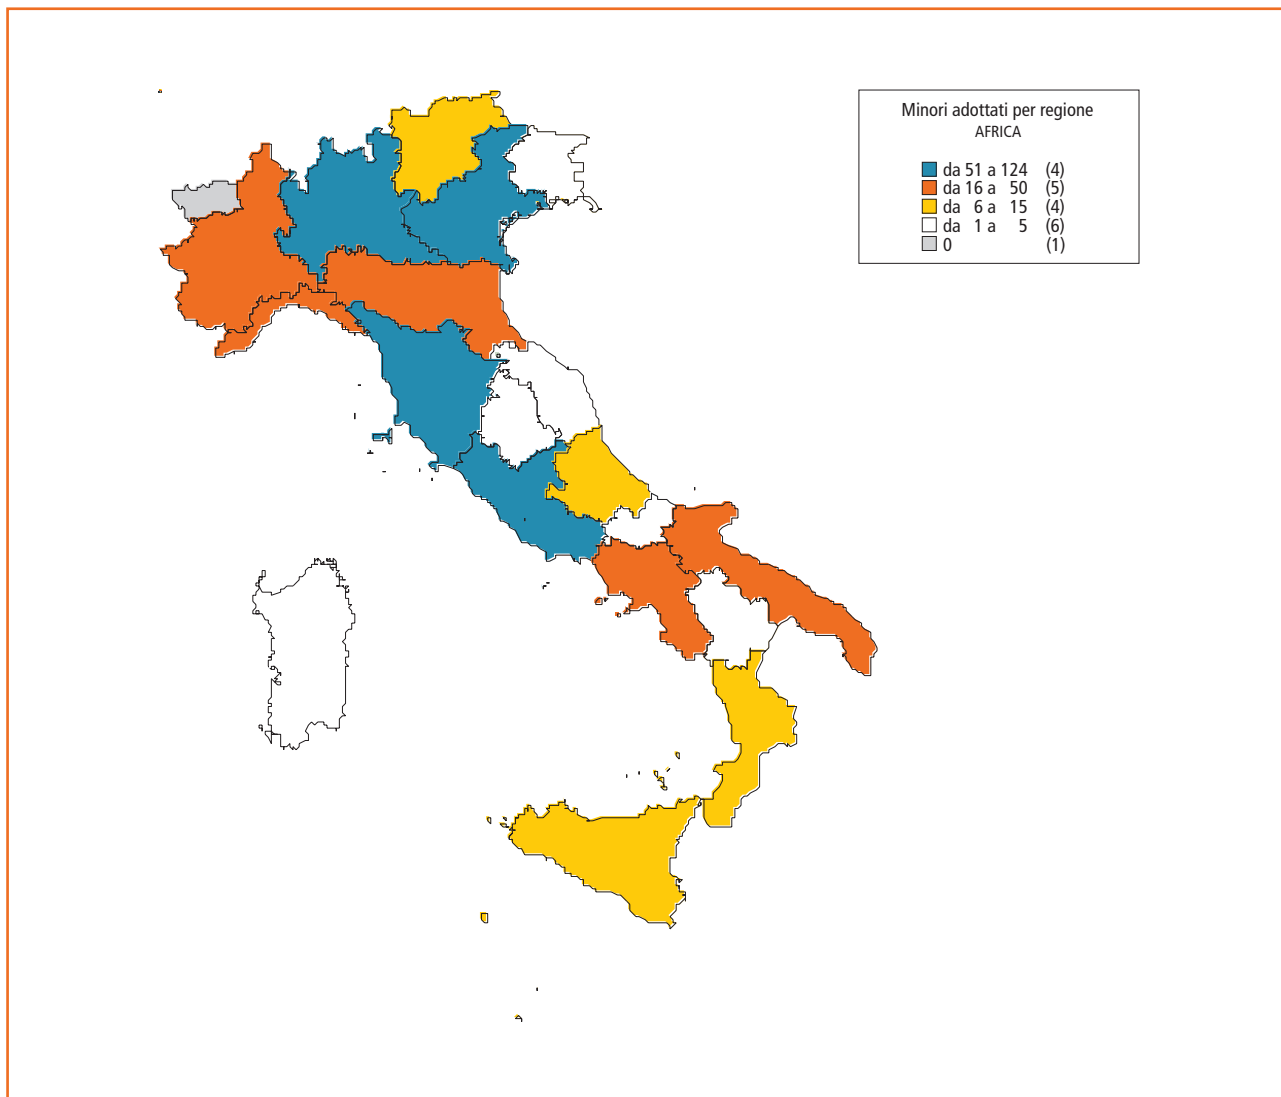 Minori adottati per regione
AFRICA
da 51 a 124 (4)
da 16 a 50 (5)
da 6 a 15 (4)
da 1 a 5 (6)
0 (1)